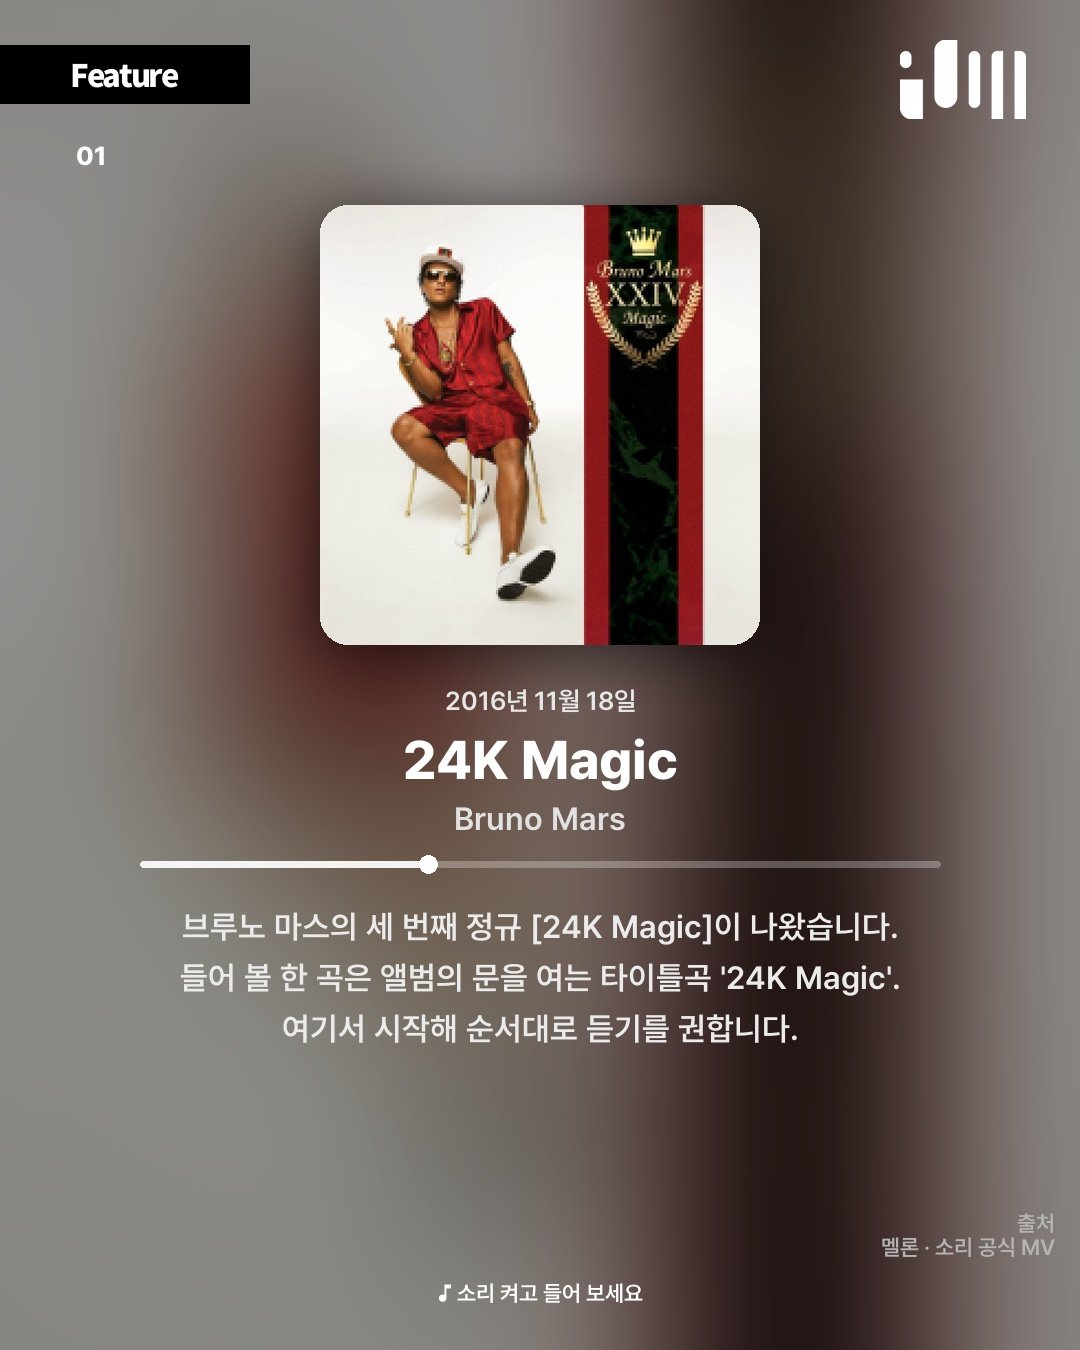 Feature
01
Bruno Mars
XXIV
Magic
2016년 11월 18일
24K Magic
Bruno Mars
브루노 마스의 세 번째 정규 [24K Magic]이 나왔습니다.
들어 볼 한 곡은 앨범의 문을 여는 타이틀곡 '24K Magic'.
여기서 시작해 순서대로 듣기를 권합니다.
출처
멜론 · 소리 공식 MV
♪ 소리 켜고 들어 보세요